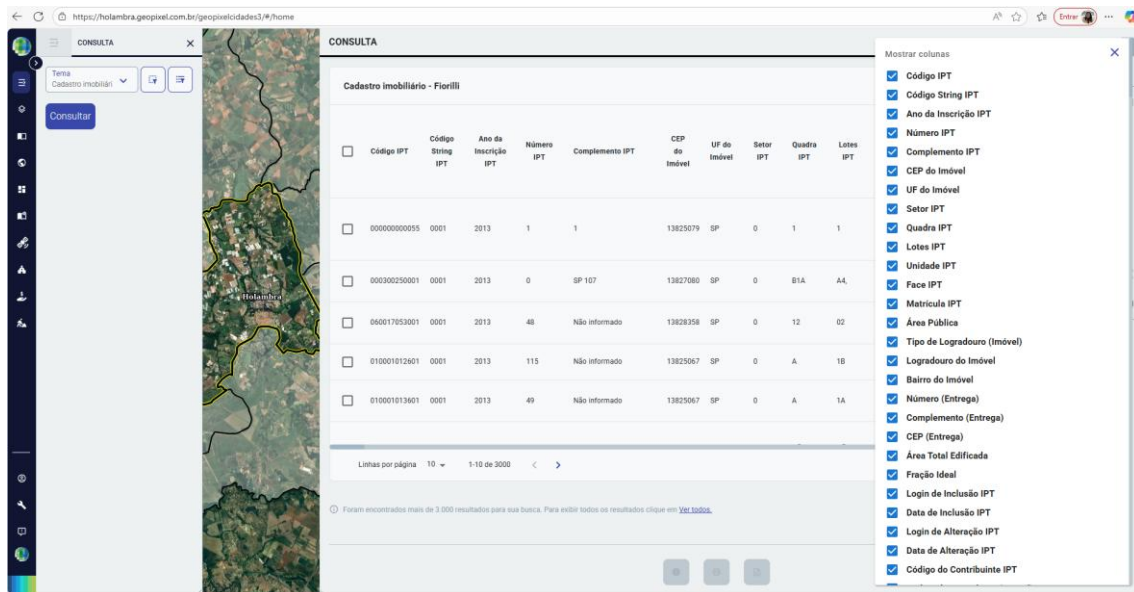 https://holambra.geopixel.com.br/geopixelcidades3/#/home
Entrar
CONSULTA
Tema
Cadastro imobiliári
Consultar
Holambra
CONSULTA
Cadastro imobiliário - Fiorilli
Código IPT Código String IPT Ano da Inscrição IPT Número IPT Complemento IPT CEP do Imóvel UF do Imóvel Setor IPT Quadra IPT Lotes IPT
000000000055 0001 2013 1 1 13825079 SP 0 1 1
000300250001 0001 2013 0 SP 107 13827080 SP 0 B1A A4,
060017053001 0001 2013 48 Não informado 13828358 SP 0 12 02
010001012601 0001 2013 115 Não informado 13825067 SP 0 A 1B
010001013601 0001 2013 49 Não informado 13825067 SP 0 A 1A
Linhas por página 10 1-10 de 3000
Foram encontrados mais de 3.000 resultados para sua busca. Para exibir todos os resultados clique em Ver todos.
Mostrar colunas
Código IPT
Código String IPT
Ano da Inscrição IPT
Número IPT
Complemento IPT
CEP do Imóvel
UF do Imóvel
Setor IPT
Quadra IPT
Lotes IPT
Unidade IPT
Face IPT
Matrícula IPT
Área Pública
Tipo de Logradouro (Imóvel)
Logradouro do Imóvel
Bairro do Imóvel
Número (Entrega)
Complemento (Entrega)
CEP (Entrega)
Área Total Edificada
Fração Ideal
Login de Inclusão IPT
Data de Inclusão IPT
Login de Alteração IPT
Data de Alteração IPT
Código do Contribuinte IPT